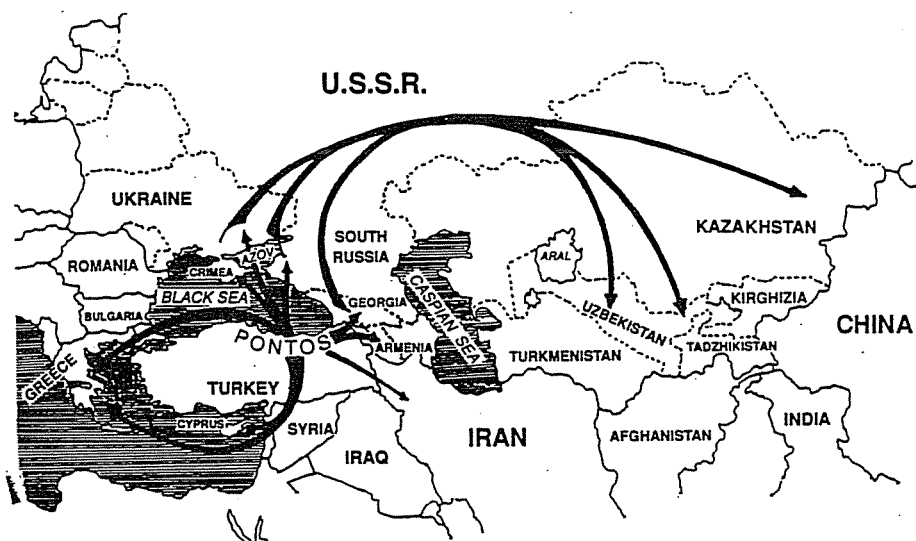 U.S.S.R.
UKRAINE
KAZAKHSTAN
SOUTH
RUSSIA
AZOV
ARAL
ROMANIA
CRIMEA
BLACK SEA
CASPIAN SEA
KIRGHIZIA
GEORGIA
BULGARIA
UZBEKISTAN
CHINA
PONTOS
ARMENIA
TADZHIKISTAN
TURKMENISTAN
GREECE
TURKEY
CYPRUS
SYRIA
IRAN
AFGHANISTAN
INDIA
IRAQ